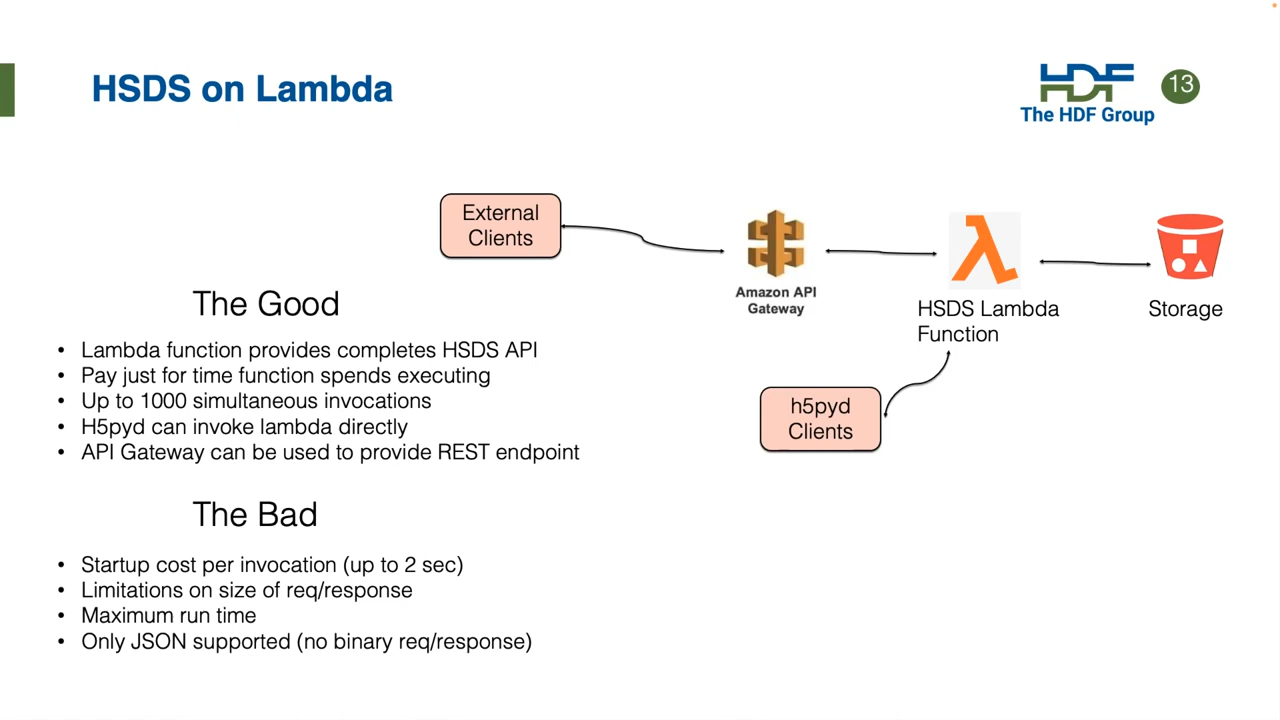 HSDS on Lambda
HDF
The HDF Group
13
External
Clients
Amazon API
Gateway
HSDS Lambda
Function
Storage
h5pyd
Clients
The Good
• Lambda function provides completes HSDS API
• Pay just for time function spends executing
• Up to 1000 simultaneous invocations
• H5pyd can invoke lambda directly
• API Gateway can be used to provide REST endpoint
The Bad
• Startup cost per invocation (up to 2 sec)
• Limitations on size of req/response
• Maximum run time
• Only JSON supported (no binary req/response)